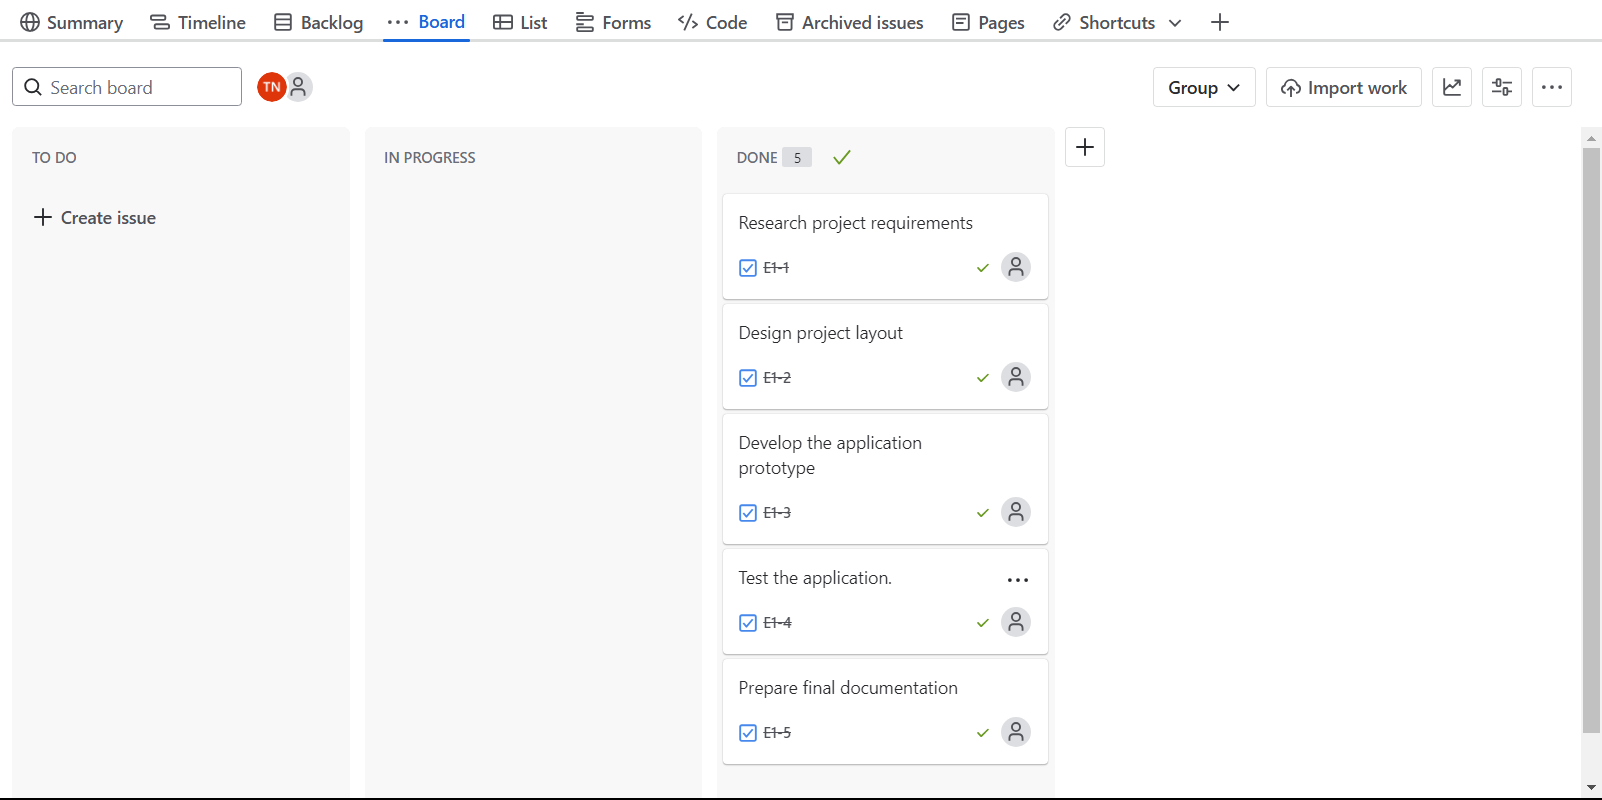 Summary Timeline Backlog Board List Forms Code Archived issues Pages Shortcuts
Search board TN Group Import work
TO DO IN PROGRESS DONE 5
Create issue
Research project requirements
E1-1
Design project layout
E1-2
Develop the application
prototype
E1-3
Test the application.
E1-4
Prepare final documentation
E1-5